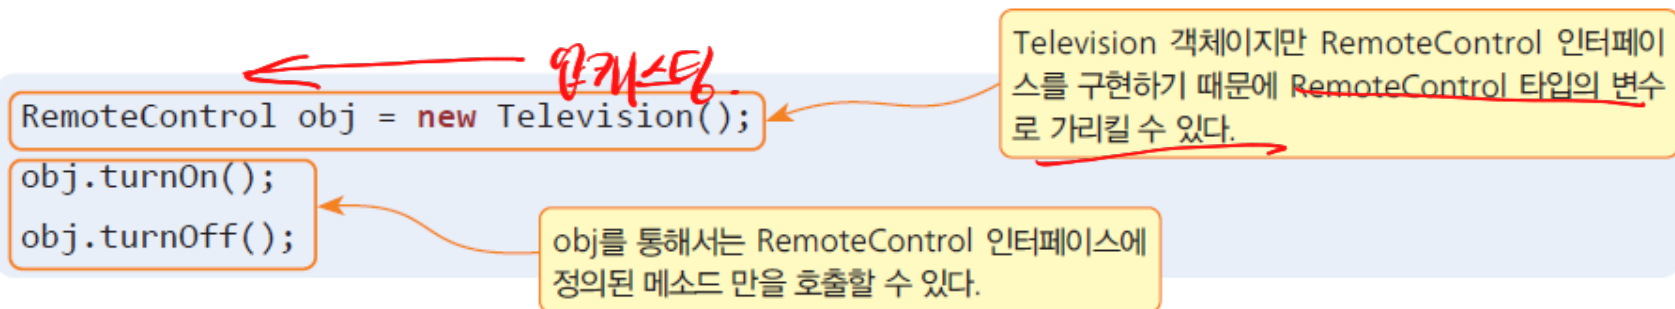 업캐스팅.
Television 객체이지만 RemoteControl 인터페이
스를 구현하기 때문에 RemoteControl 타입의 변수
로 가리킬 수 있다.
RemoteControl obj = new Television();
obj.turnOn();
obj.turnOff();
obj를 통해서는 RemoteControl 인터페이스에
정의된 메소드 만을 호출할 수 있다.